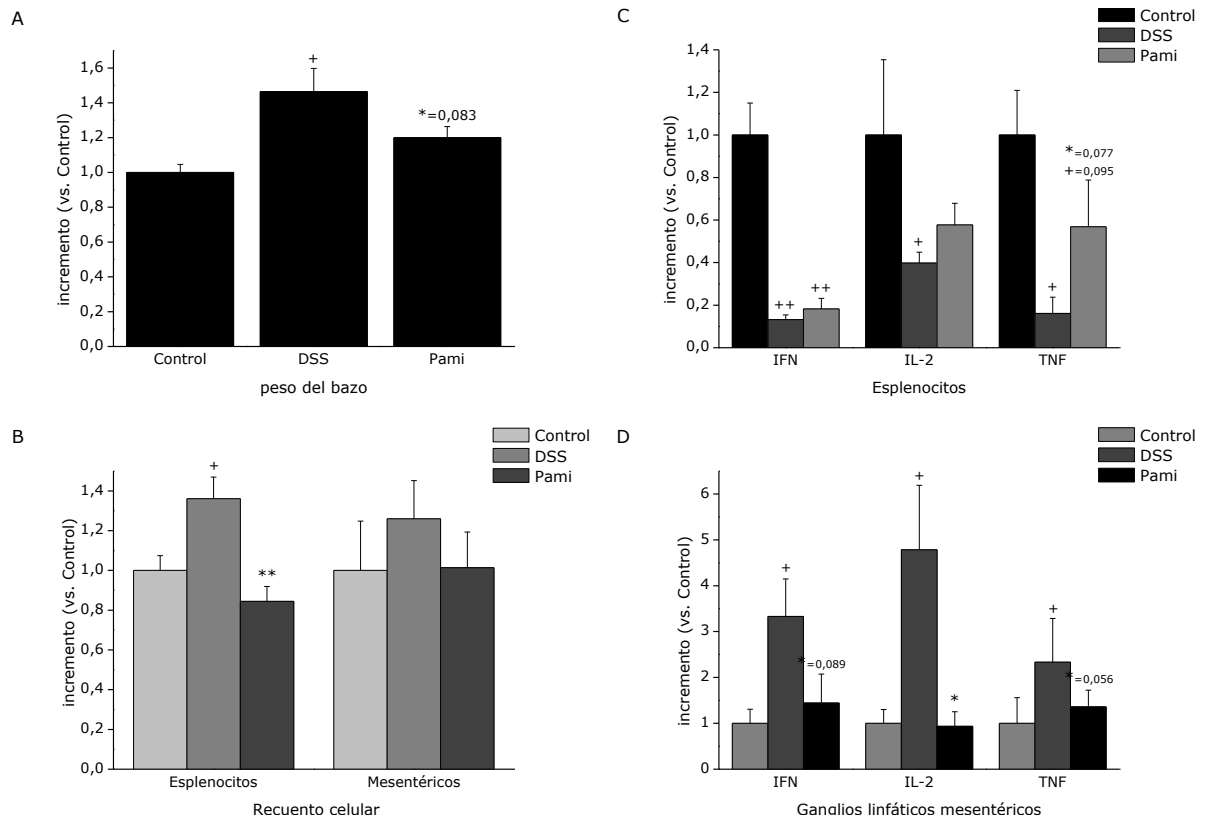 A
incremento (vs. Control)
1,6
1,4
1,2
1,0
0,8
0,6
0,4
0,2
0,0
+
*=0,083
Control DSS Pami
peso del bazo
C
Control
DSS
Pami
incremento (vs. Control)
1,4
1,2
1,0
0,8
0,6
0,4
0,2
0,0
++ ++
+
*=0,077
+=0,095
+
IFN IL-2 TNF
Esplenocitos
B
Control
DSS
Pami
incremento (vs. Control)
1,4
1,2
1,0
0,8
0,6
0,4
0,2
0,0
+
**
Esplenocitos Mesentéricos
Recuento celular
D
Control
DSS
Pami
incremento (vs. Control)
6
5
4
3
2
1
0
+
*=0,089
+
*
+
*=0,056
IFN IL-2 TNF
Ganglios linfáticos mesentéricos